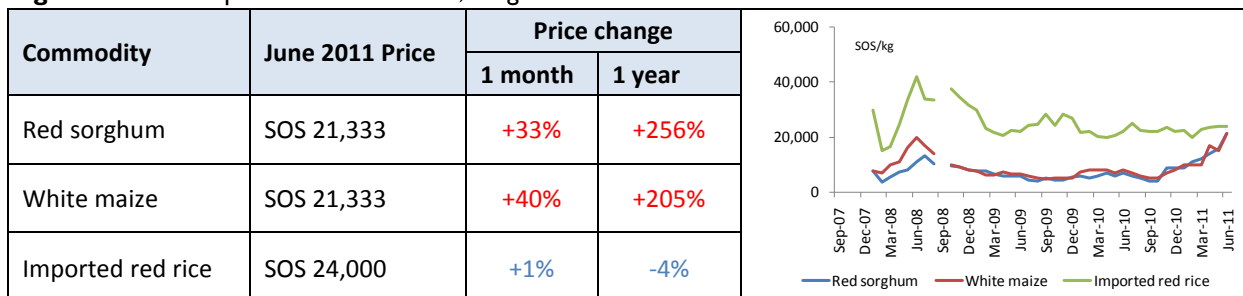 Commodity June 2011 Price Price change
1 month 1 year
Red sorghum SOS 21,333 +33% +256%
White maize SOS 21,333 +40% +205%
Imported red rice SOS 24,000 +1% -4%
60,000
SOS/kg
40,000
20,000
0
Sep-07 Dec-07 Mar-08 Jun-08 Sep-08 Dec-08 Mar-09 Jun-09 Sep-09 Dec-09 Mar-10 Jun-10 Sep-10 Dec-10 Mar-11 Jun-11
Red sorghum White maize Imported red rice